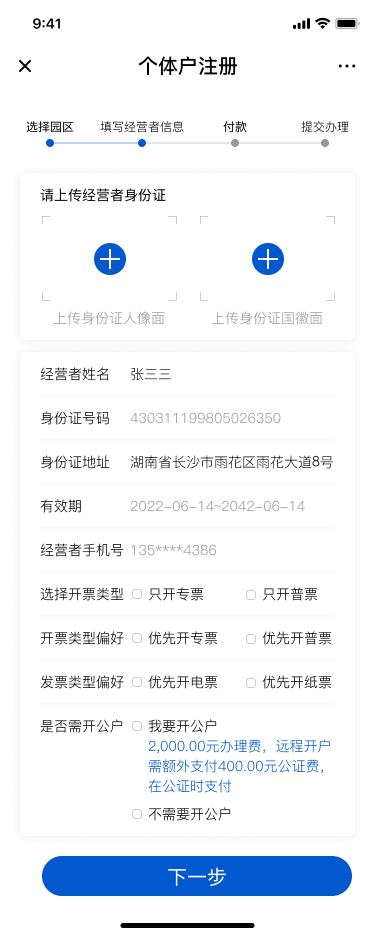 9:41
个体户注册
选择园区 填写经营者信息 付款 提交办理
请上传经营者身份证
上传身份证人像面 上传身份证国徽面
经营者姓名 张三三
身份证号码 430311199805026350
身份证地址 湖南省长沙市雨花区雨花大道8号
有效期 2022-06-14~2042-06-14
经营者手机号 135****4386
选择开票类型 只开专票 只开普票
开票类型偏好 优先开专票 优先开普票
发票类型偏好 优先开电票 优先开纸票
是否需开公户 我要开公户
2,000.00元办理费，远程开户
需额外支付400.00元公证费，
在公证时支付
不需要开公户
下一步